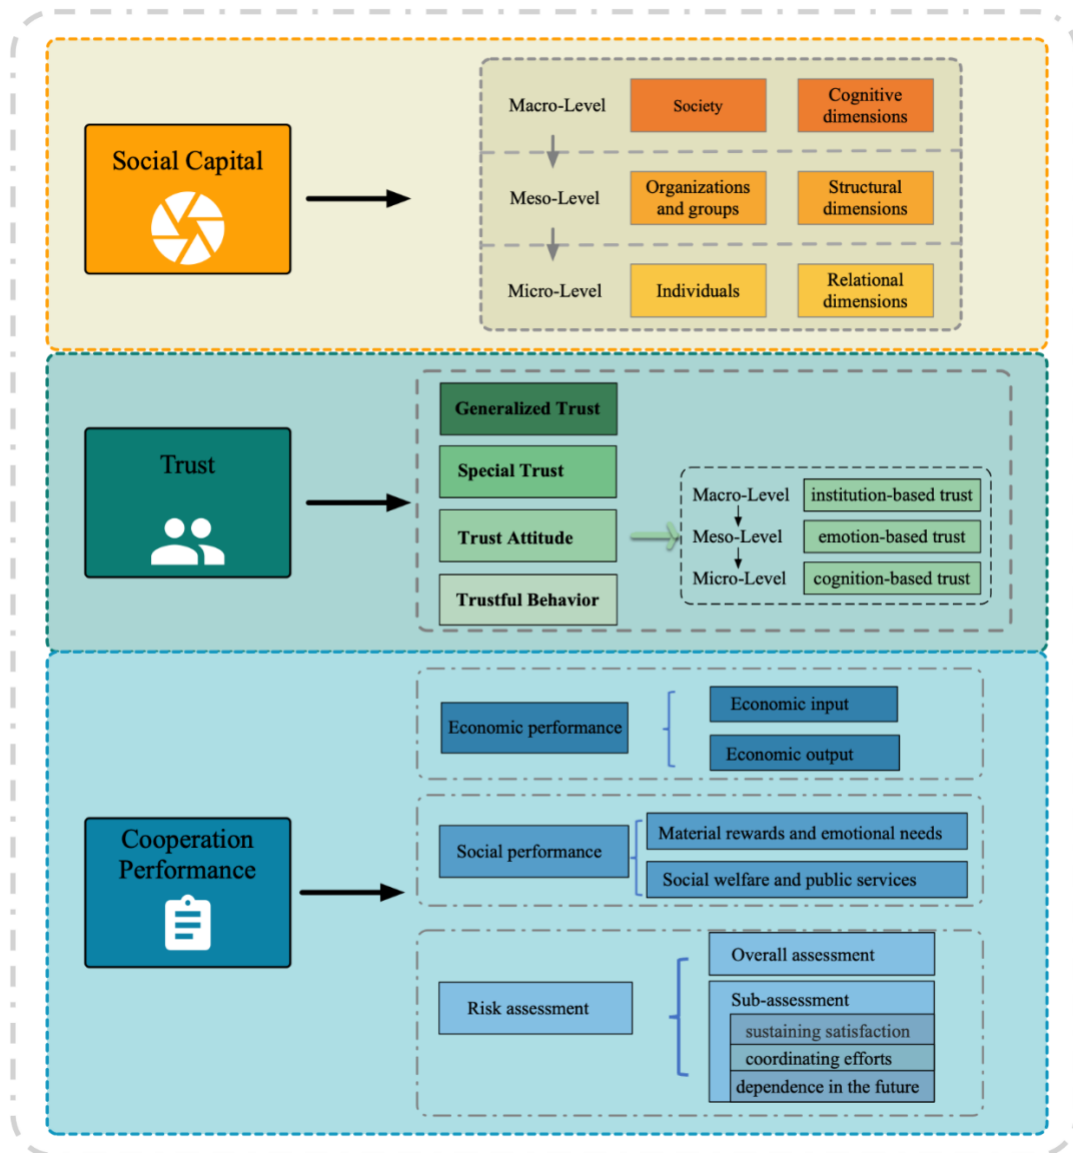 Social Capital
Macro-Level
Society
Cognitive
dimensions
Meso-Level
Organizations
and groups
Structural
dimensions
Micro-Level
Individuals
Relational
dimensions
Trust
Generalized Trust
Special Trust
Trust Attitude
Trustful Behavior
Macro-Level
institution-based trust
Meso-Level
emotion-based trust
Micro-Level
cognition-based trust
Cooperation
Performance
Economic performance
Economic input
Economic output
Social performance
Material rewards and emotional needs
Social welfare and public services
Risk assessment
Overall assessment
Sub-assessment
sustaining satisfaction
coordinating efforts
dependence in the future